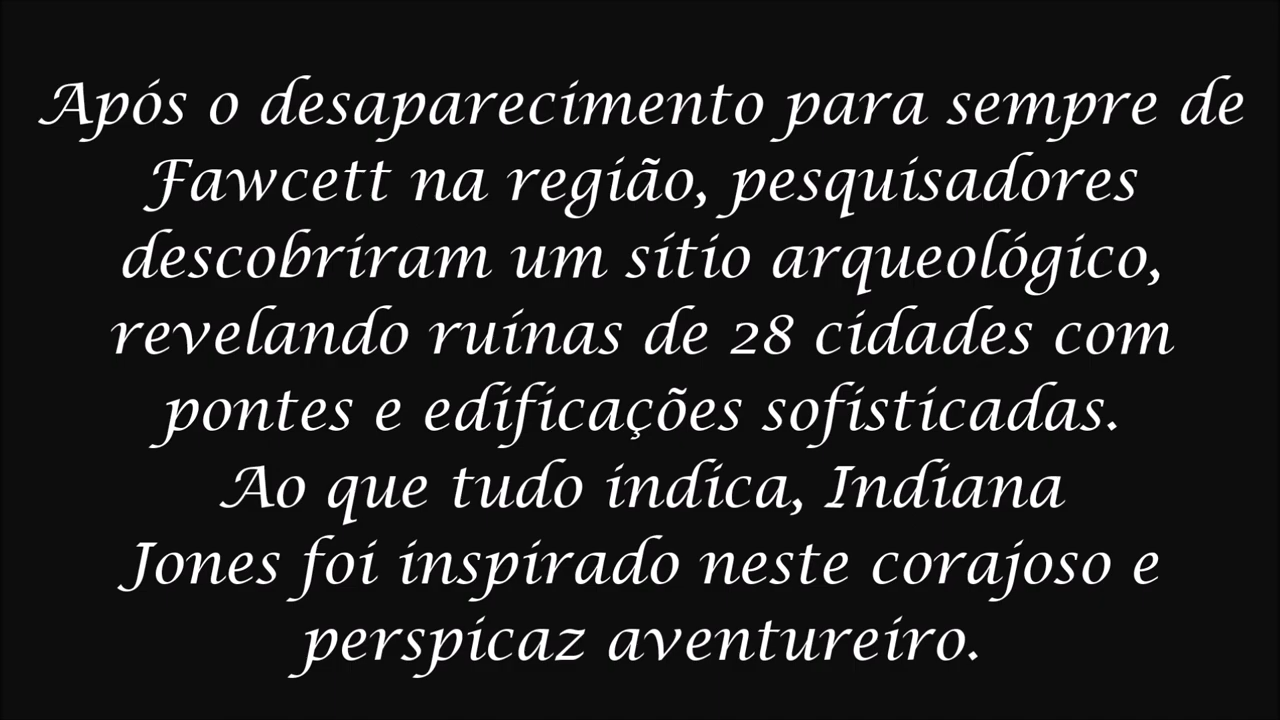 Após o desaparecimento para sempre de
Fawcett na região, pesquisadores
descobriram um sítio arqueológico,
revelando ruínas de 28 cidades com
pontes e edificações sofisticadas.
Ao que tudo indica, Indiana
Jones foi inspirado neste corajoso e
perspicaz aventureiro.